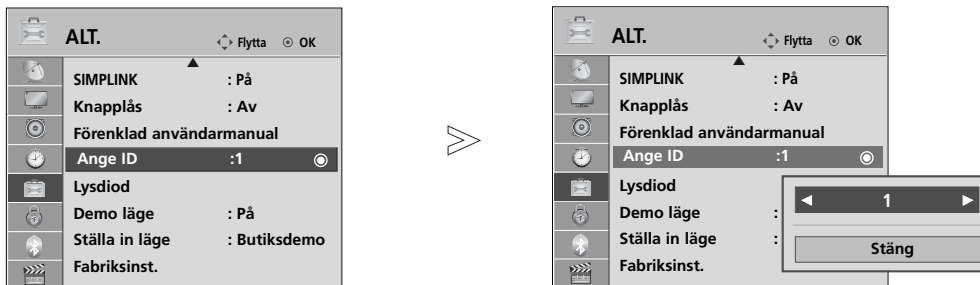 ALT.
Flytta OK
SIMPLINK : På
Knapplås : Av
Förenklad användarmanual
Ange ID :1
Lysdiod
Demo läge : På
Ställa in läge : Butiksdemo
Fabriksinst.
ALT.
Flytta OK
SIMPLINK : På
Knapplås : Av
Förenklad användarmanual
Ange ID :1
Lysdiod
Demo läge :
Ställa in läge :
Fabriksinst.
◄ 1 ►
Stäng